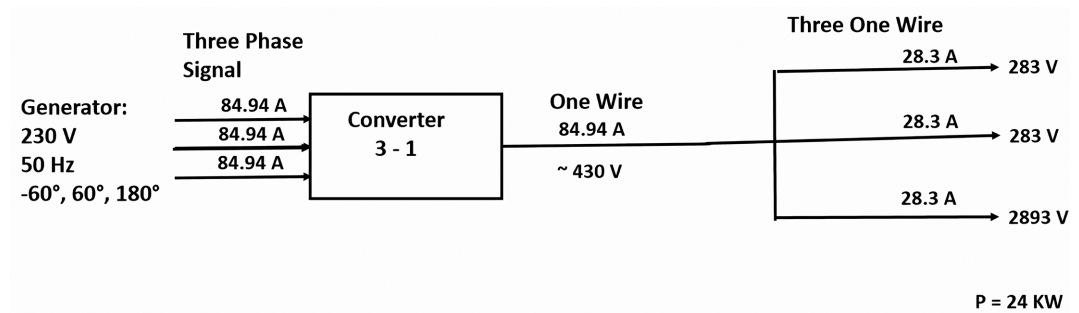 Three Phase
Signal
Generator:
230 V
50 Hz
-60°, 60°, 180°
84.94 A
84.94 A
84.94 A
Converter
3 - 1
One Wire
84.94 A
~ 430 V
Three One Wire
28.3 A
283 V
28.3 A
283 V
28.3 A
2893 V
P = 24 KW